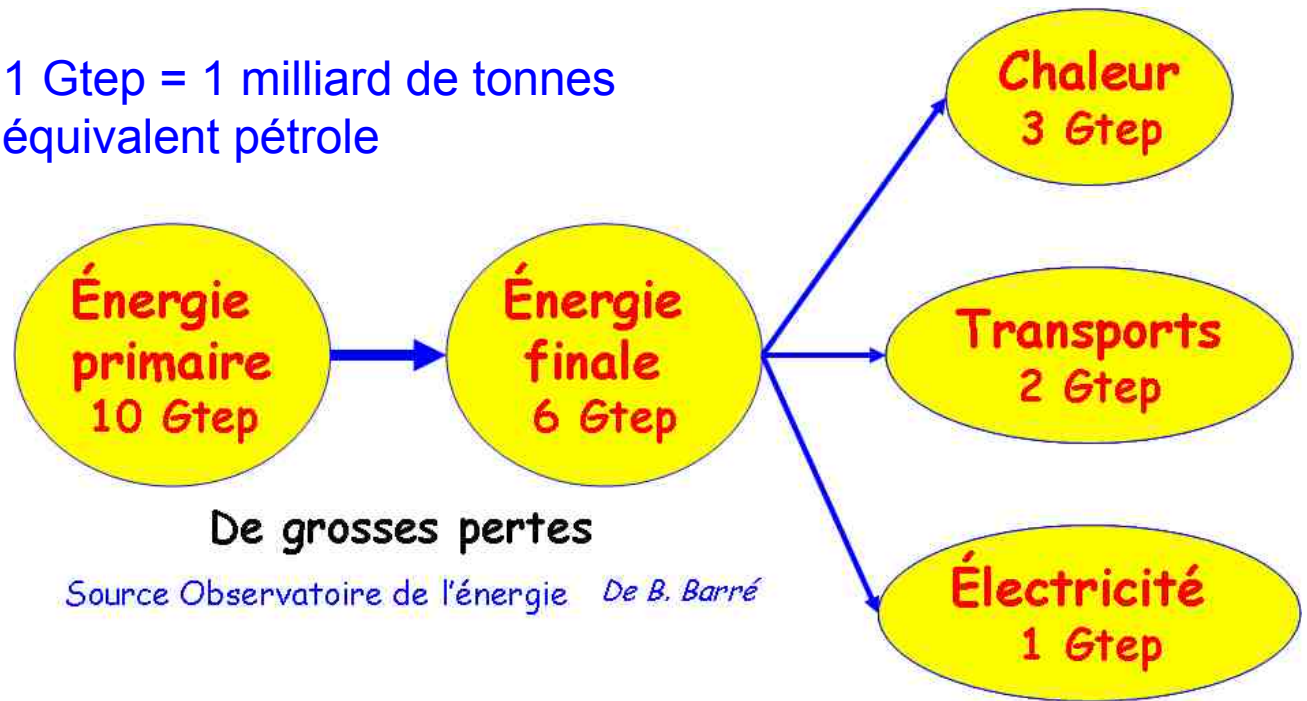 1 Gtep = 1 milliard de tonnes
équivalent pétrole
Énergie
primaire
10 Gtep
Énergie
finale
6 Gtep
Chaleur
3 Gtep
Transports
2 Gtep
Électricité
1 Gtep
De grosses pertes
Source Observatoire de l'énergie De B. Barré